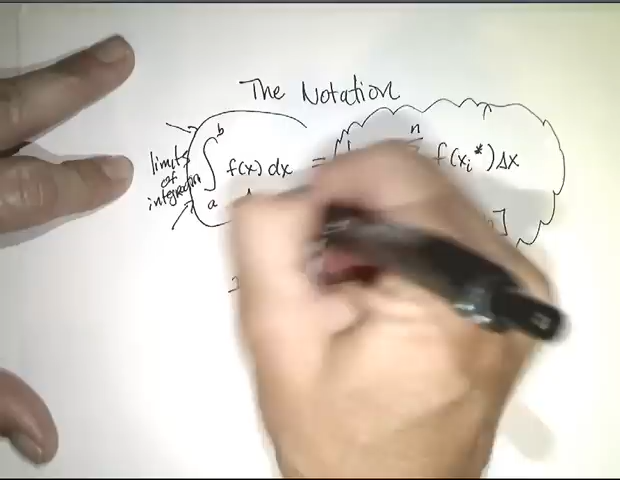 The Notation
b n
limits of integration ∫ f(x) dx = f(xᵢ*) Δx
a
]